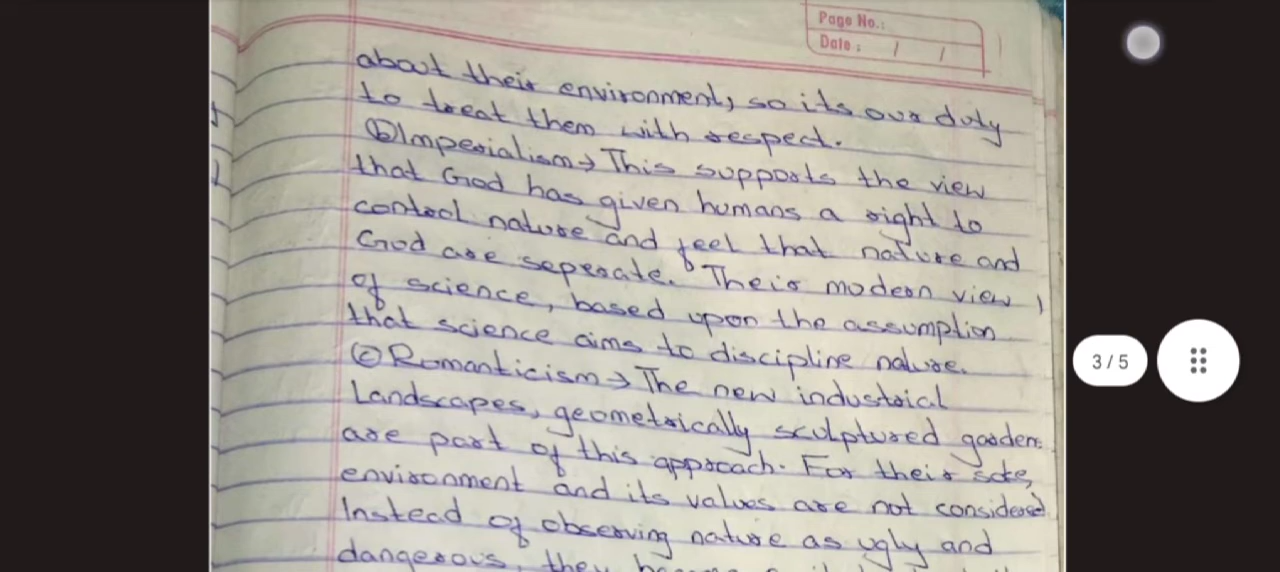 Page No.:
Date: / /
about their environment, so its our duty
to treat them with respect.
(b) Imperialism → This supports the view
that God has given humans a right to
control nature and feel that nature and
God are seperate. Their modern view
of science, based upon the assumption
that science aims to discipline nature.
(c) Romanticism → The new industrial
Landscapes, geometrically sculptured garden
are part of this approach. For their
environment and its values are not considered
Instead of observing nature as ugly and
dangerous, they
3/5